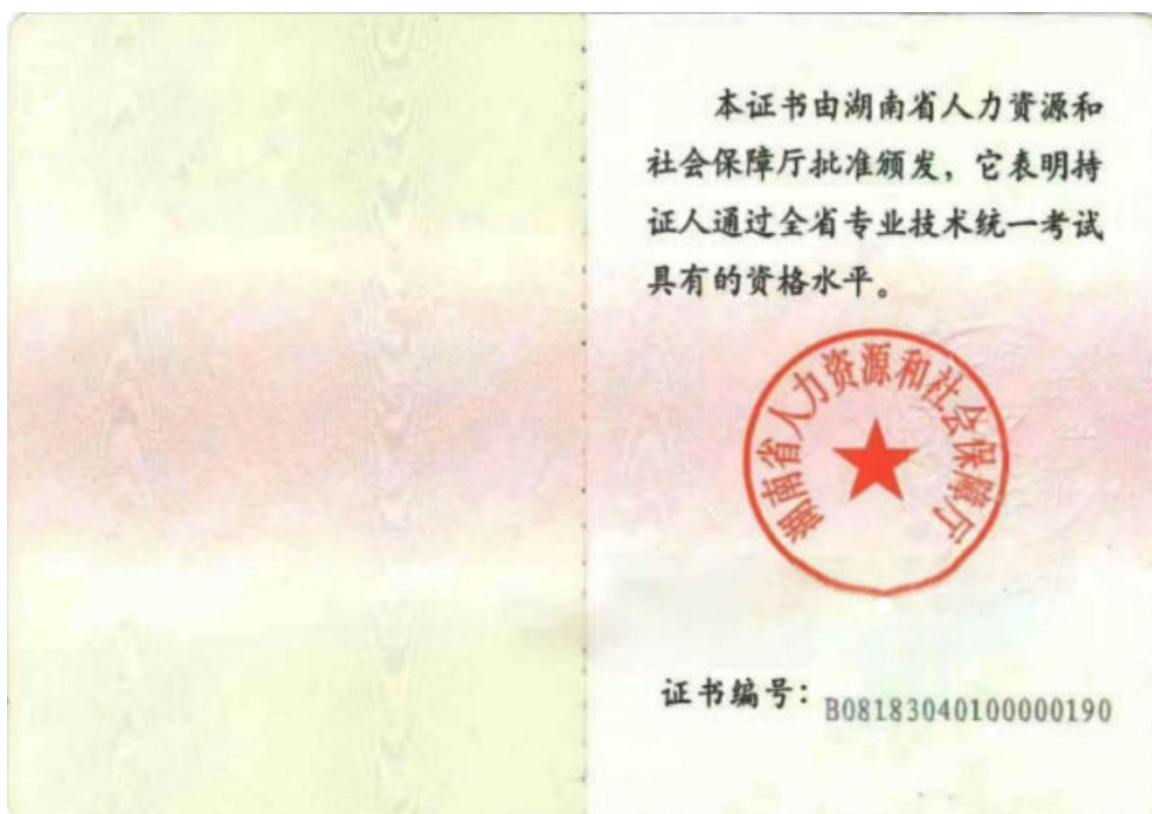 本证书由湖南省人力资源和
社会保障厅批准颁发，它表明持
证人通过全省专业技术统一考试
具有的资格水平。
湖南省人力资源和社会保障厅
证书编号：B08183040100000190